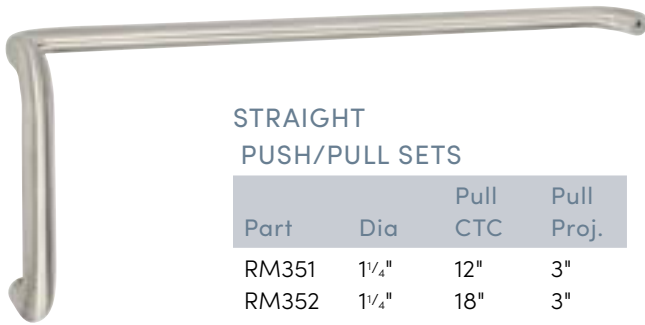 STRAIGHT
PUSH/PULL SETS
Part Dia Pull CTC Pull Proj.
RM351 1¹/₄" 12" 3"
RM352 1¹/₄" 18" 3"